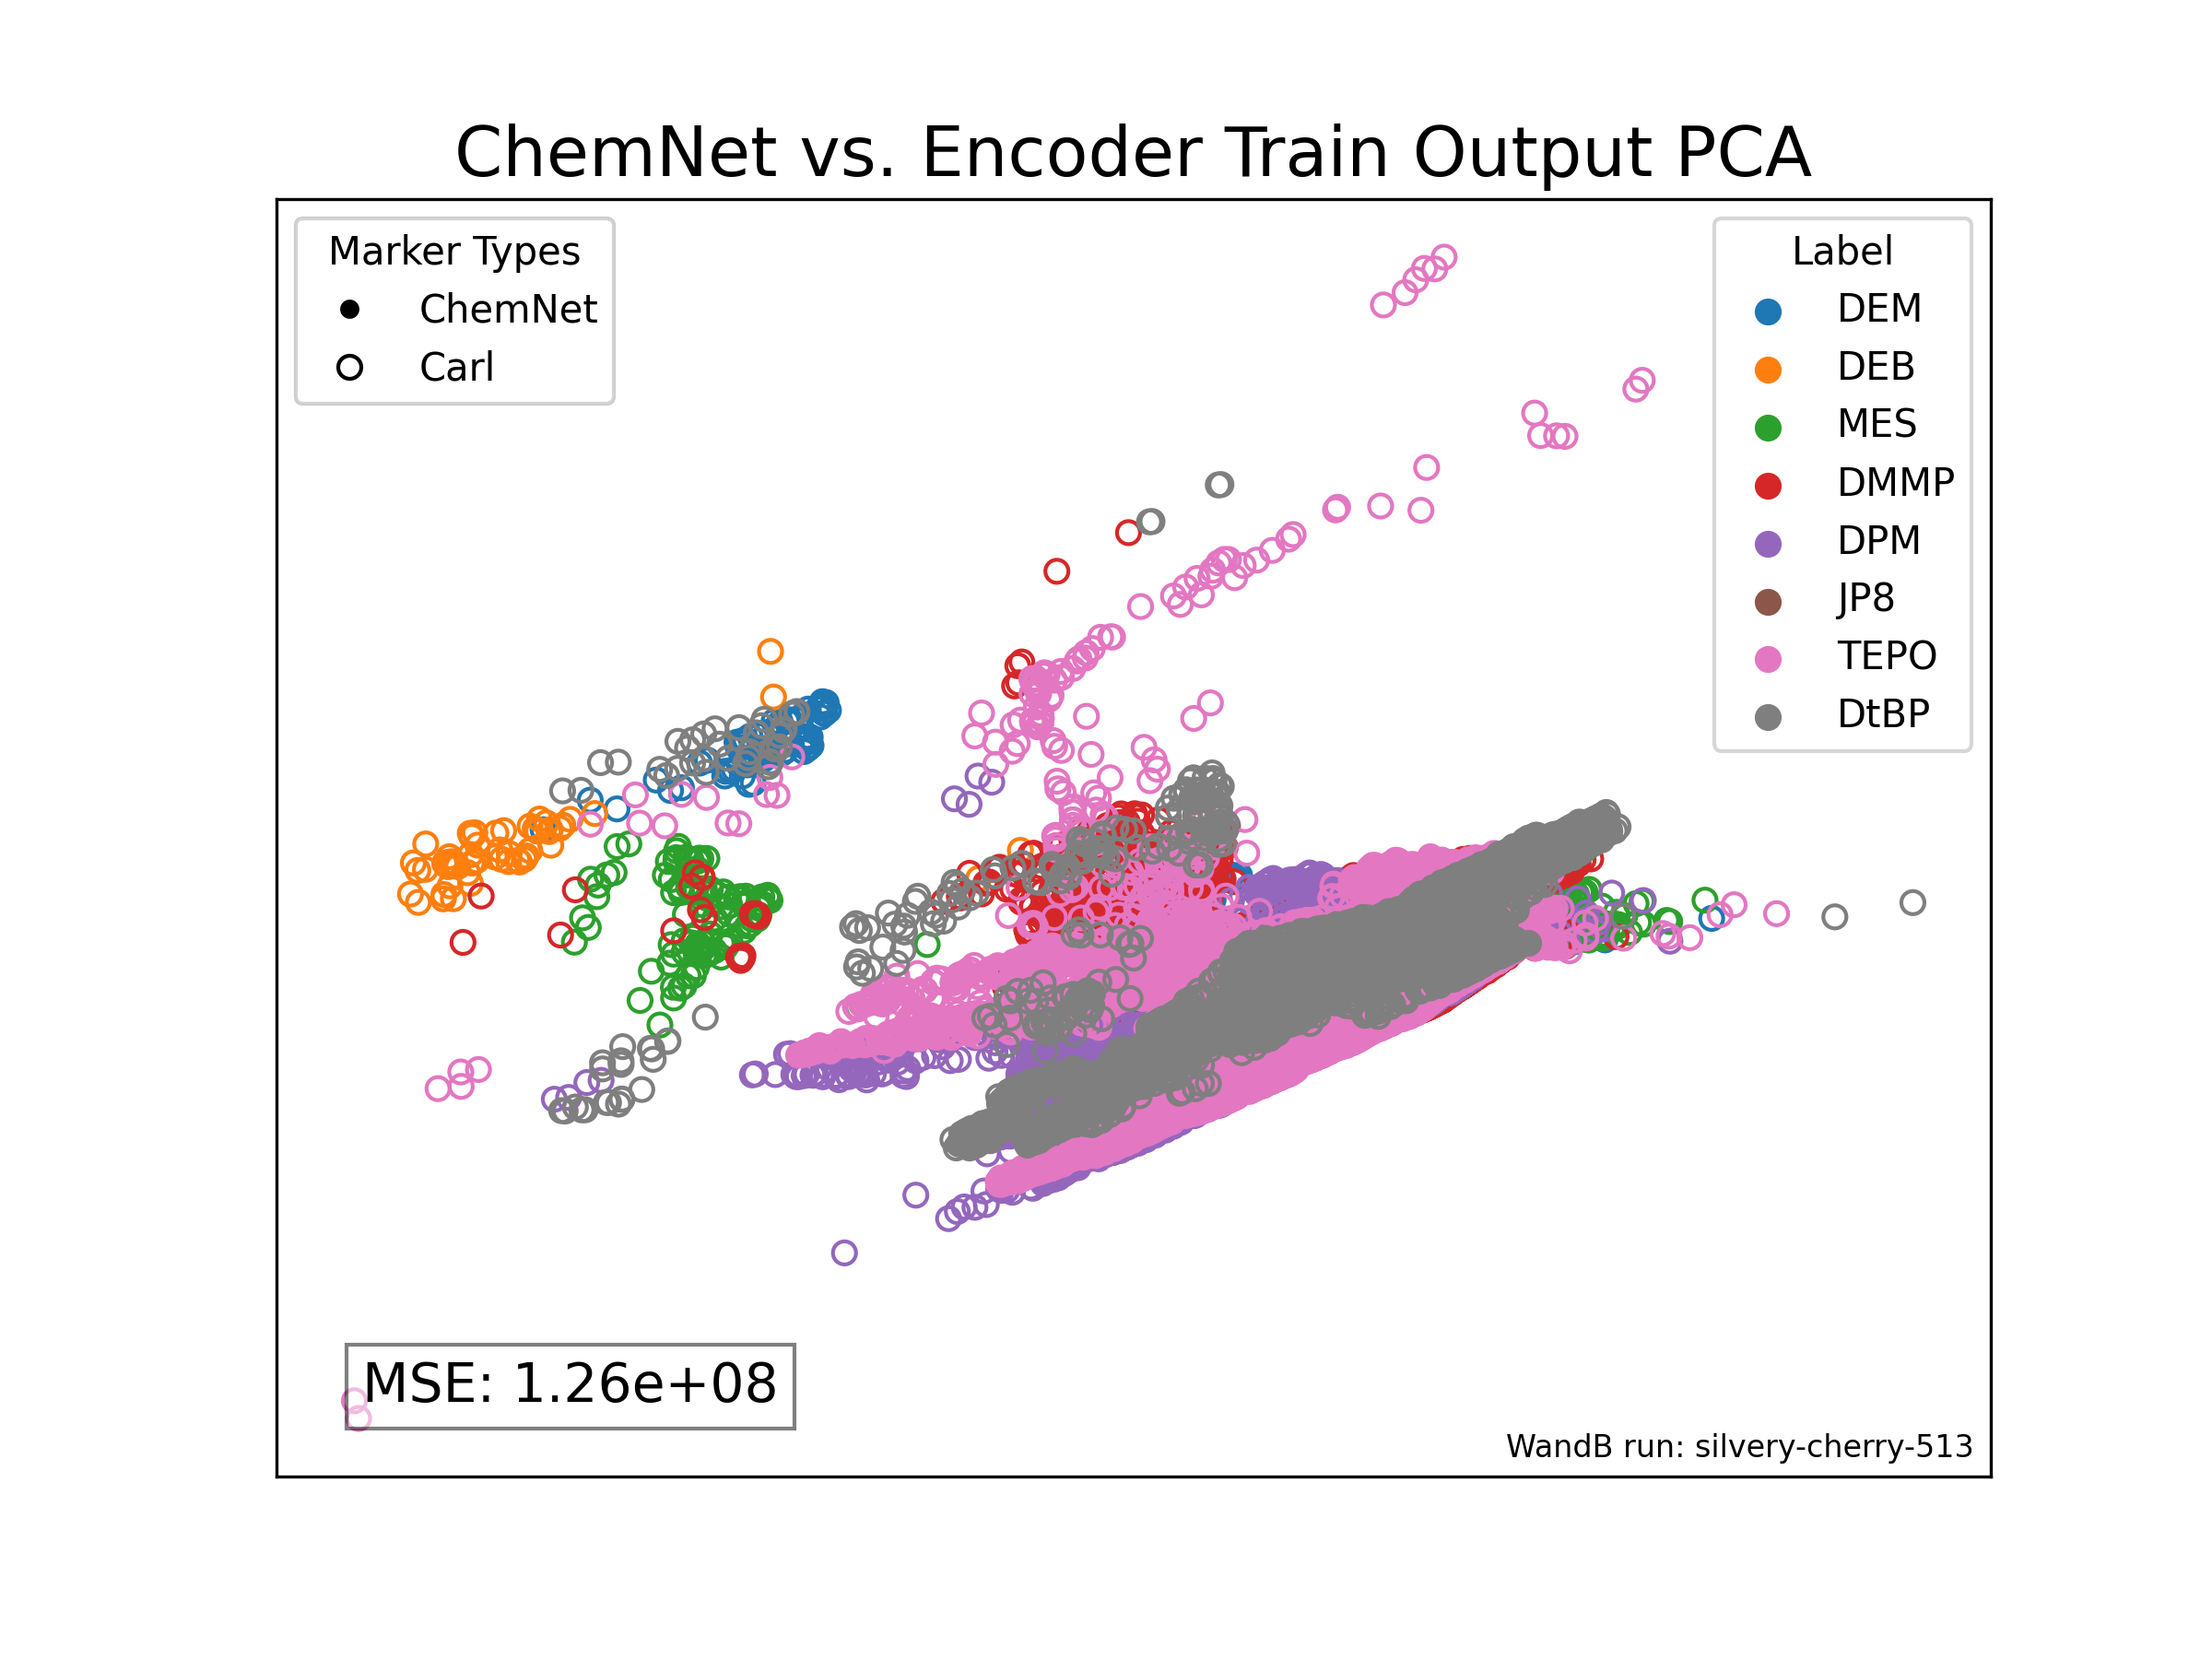 ChemNet vs. Encoder Train Output PCA
Marker Types
ChemNet
Carl
Label
DEM
DEB
MES
DMMP
DPM
JP8
TEPO
DtBP
MSE: 1.26e+08
WandB run: silvery-cherry-513